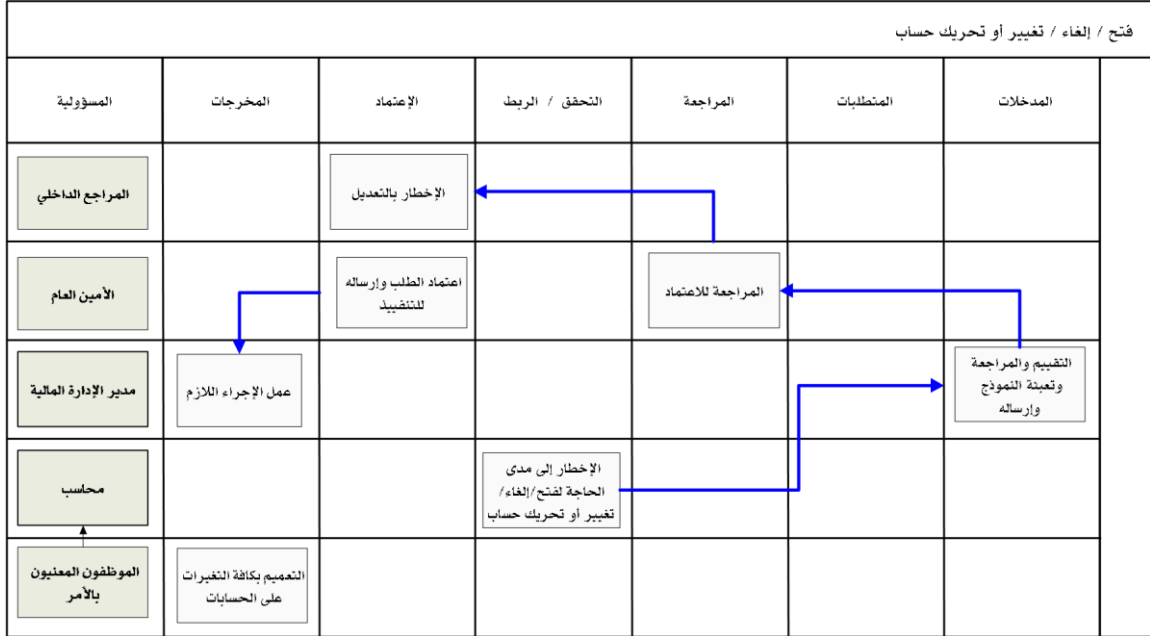 فتح / إلغاء / تغيير أو تحريك حساب
المدخلات
المتطلبات
المراجعة
التحقق / الربط
الإعتماد
المخرجات
المسؤولية
الإخطار بالتعديل
المراجع الداخلي
المراجعة للاعتماد
اعتماد الطلب وإرساله
للتنفييذ
الأمين العام
التقييم والمراجعة
وتعبئة النموذج
وإرساله
عمل الإجراء اللازم
مدير الإدارة المالية
الإخطار إلى مدى
الحاجة لفتح/إلغاء/
تغيير أو تحريك حساب
محاسب
التعميم بكافة التغيرات
على الحسابات
الموظفون المعنيون
بالأمر